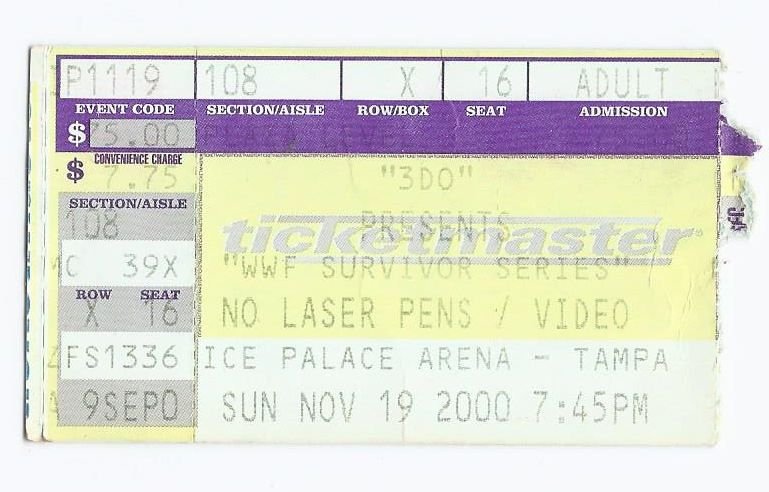 P1119 108 X 16 ADULT
EVENT CODE SECTION/AISLE ROW/BOX SEAT ADMISSION
$ 75.00
$ CONVENIENCE CHARGE
7.75 "3DO"
SECTION/AISLE
108 PRESENTS
ticketmaster®
39X "WWF SURVIVOR SERIES"
ROW SEAT
X 16 NO LASER PENS / VIDEO
FS1336 ICE PALACE ARENA - TAMPA
9SEP0 SUN NOV 19 2000 7:45PM